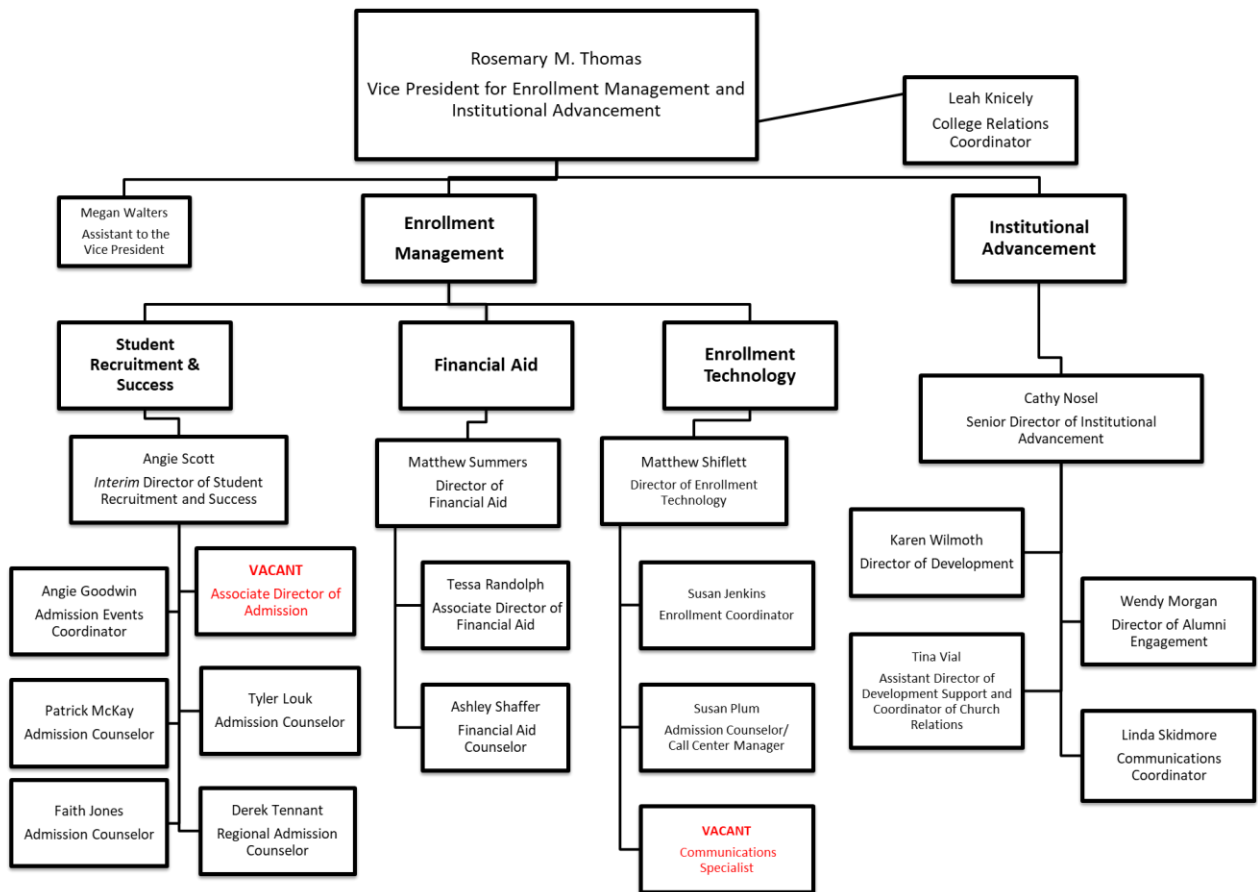 Rosemary M. Thomas
Vice President for Enrollment Management and
Institutional Advancement
Leah Knicely
College Relations
Coordinator
Megan Walters
Assistant to the
Vice President
Enrollment
Management
Institutional
Advancement
Student
Recruitment &
Success
Financial Aid
Enrollment
Technology
Cathy Nosel
Senior Director of Institutional
Advancement
Angie Scott
Interim Director of Student
Recruitment and Success
Matthew Summers
Director of
Financial Aid
Matthew Shiflett
Director of Enrollment
Technology
Karen Wilmoth
Director of Development
Angie Goodwin
Admission Events
Coordinator
VACANT
Associate Director of
Admission
Tessa Randolph
Associate Director of
Financial Aid
Susan Jenkins
Enrollment Coordinator
Wendy Morgan
Director of Alumni
Engagement
Tina Vial
Assistant Director of
Development Support and
Coordinator of Church
Relations
Patrick McKay
Admission Counselor
Tyler Louk
Admission Counselor
Ashley Shaffer
Financial Aid
Counselor
Susan Plum
Admission Counselor/
Call Center Manager
Linda Skidmore
Communications
Coordinator
Faith Jones
Admission Counselor
Derek Tennant
Regional Admission
Counselor
VACANT
Communications
Specialist